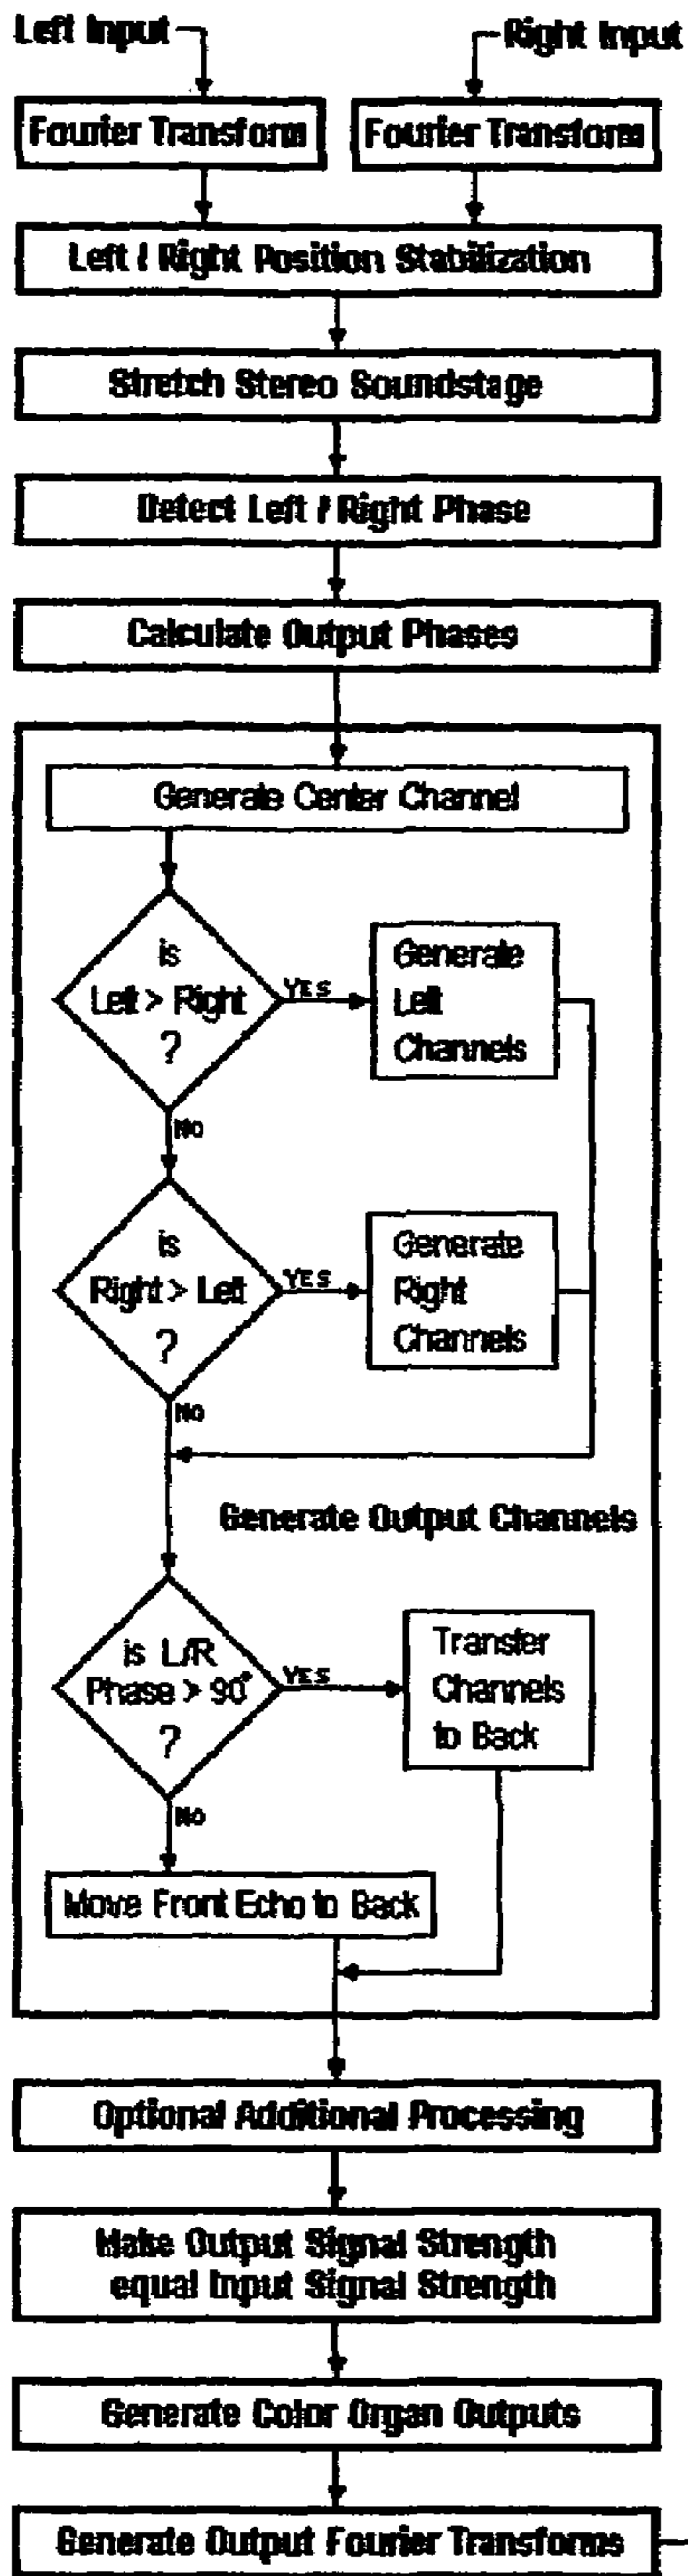 Left Input
Right Input
Fourier Transform
Fourier Transform
Left / Right Position Stabilization
Stretch Stereo Soundstage
Detect Left / Right Phase
Calculate Output Phases
Generate Center Channel
is
Left > Right
?
YES
Generate
Left
Channels
No
is
Right > Left
?
YES
Generate
Right
Channels
No
Generate Output Channels
is L/R
Phase > 90°
?
YES
Transfer
Channels
to Back
No
Move Front Echo to Back
Optional Additional Processing
Make Output Signal Strength
equal Input Signal Strength
Generate Color Organ Outputs
Generate Output Fourier Transforms